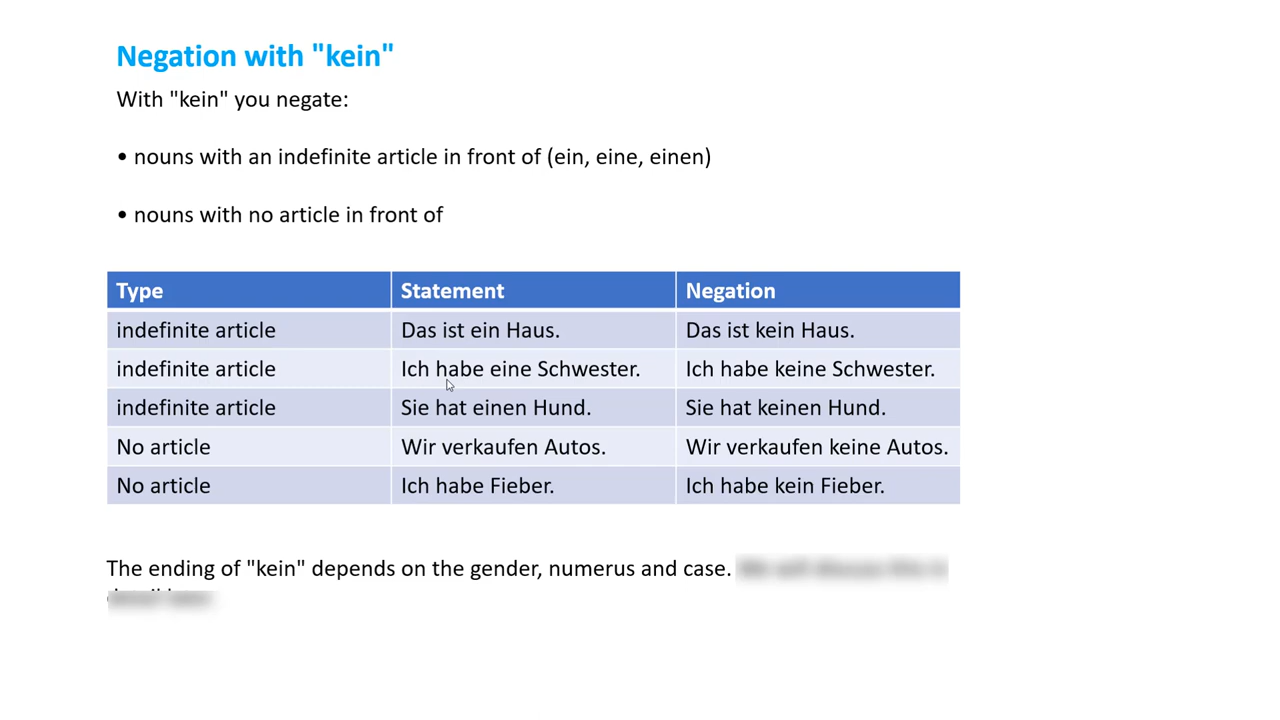 Negation with "kein"
With "kein" you negate:
• nouns with an indefinite article in front of (ein, eine, einen)
• nouns with no article in front of
Type Statement Negation
indefinite article Das ist ein Haus. Das ist kein Haus.
indefinite article Ich habe eine Schwester. Ich habe keine Schwester.
indefinite article Sie hat einen Hund. Sie hat keinen Hund.
No article Wir verkaufen Autos. Wir verkaufen keine Autos.
No article Ich habe Fieber. Ich habe kein Fieber.
The ending of "kein" depends on the gender, numerus and case.